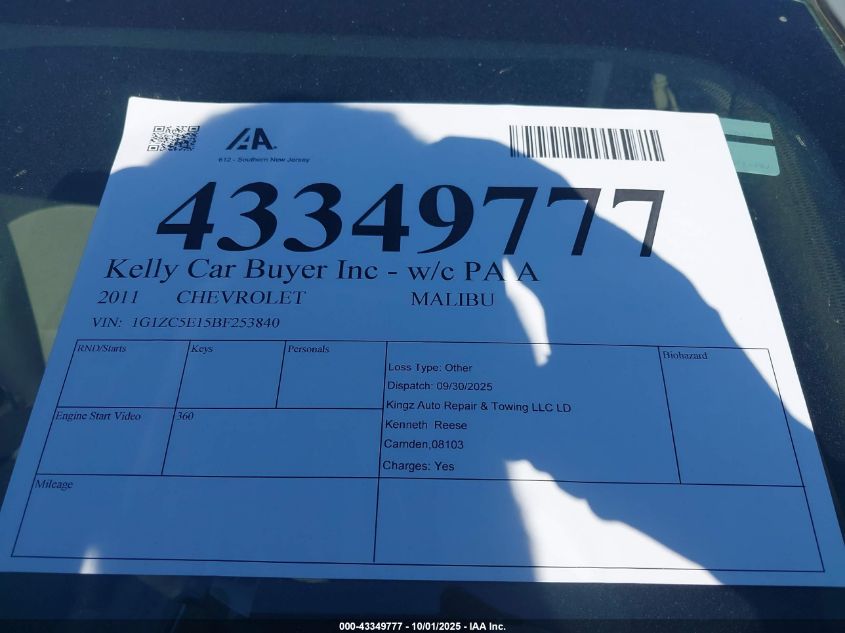 IAA.
612 - Southern New Jersey
43349777
Kelly Car Buyer Inc - w/c PA A
2011 CHEVROLET MALIBU
VIN: 1G1ZC5E15BF253840
RND/Starts Keys Personals Biohazard
Loss Type: Other
Dispatch: 09/30/2025
Kingz Auto Repair & Towing LLC LD
Engine Start Video 360
Kenneth Reese
Camden,08103
Charges: Yes
Mileage
000-43349777 - 10/01/2025 - IAA Inc.